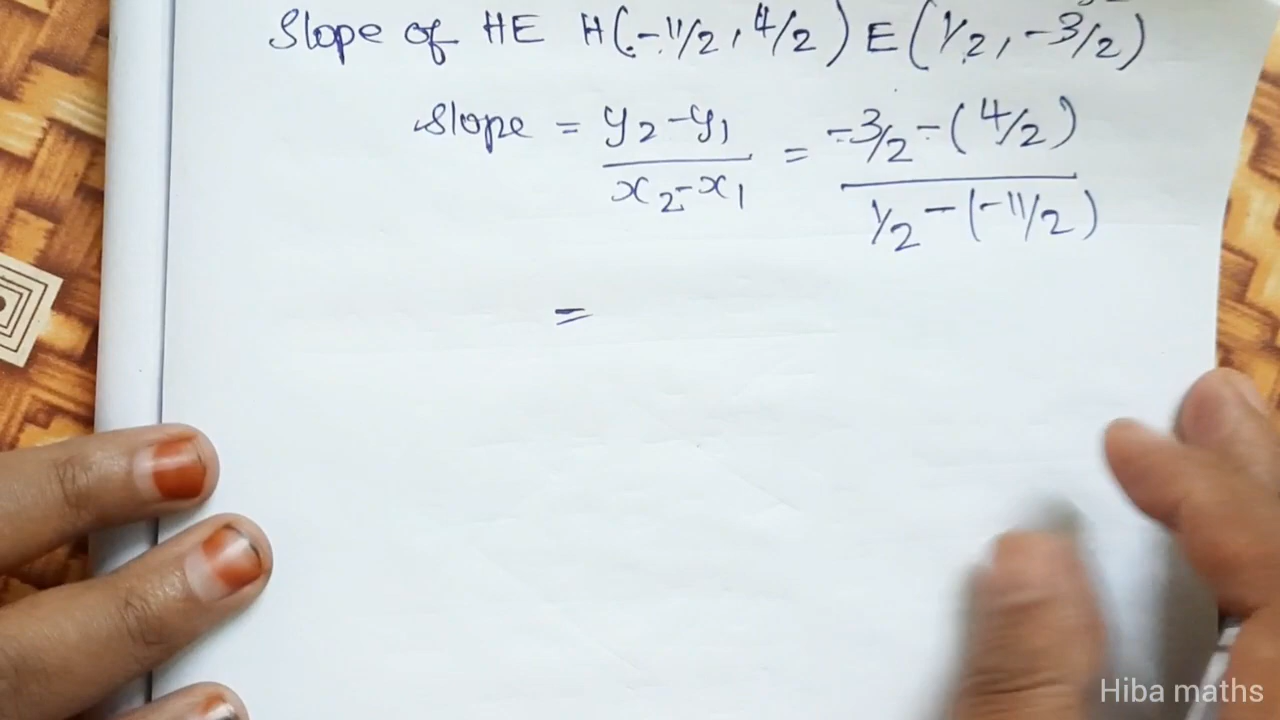 Slope of HE H(-11/2, 4/2) E(1/2, -3/2)
Slope = y2-y1/x2-x1 = -3/2-(4/2)/1/2-(-11/2)
=
Hiba maths